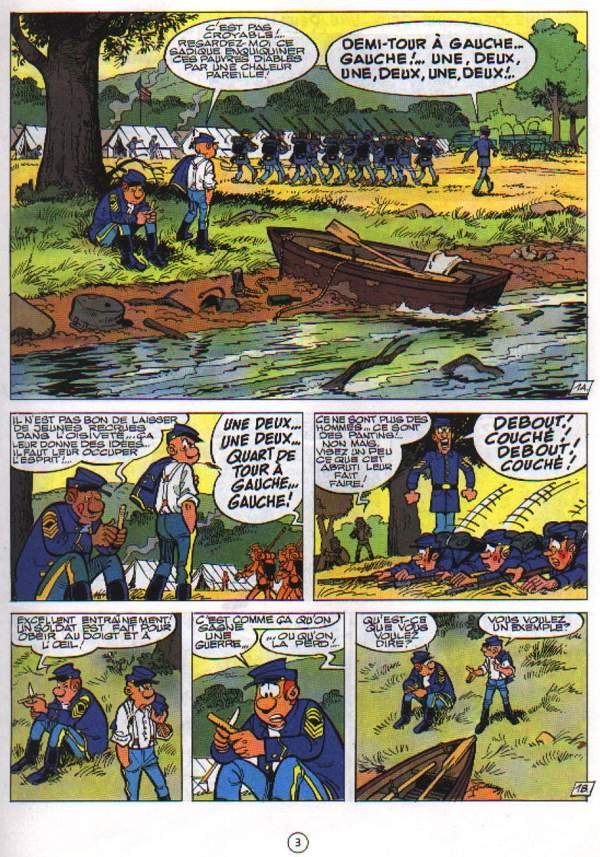 C'EST PAS
CROYABLE!...
REGARDEZ-MOI CE
SADIQUE ENQUIQUINER
CES PAUVRES DIABLES
PAR UNE CHALEUR
PAREILLE!
DEMI-TOUR À GAUCHE...
GAUCHE!... UNE, DEUX,
UNE, DEUX, UNE, DEUX!..
1A.
IL N'EST PAS BON DE LAISSER
DE JEUNES RECRUES
DANS L'OISIVETÉ... ÇA
LEUR DONNE DES IDÉES...
IL FAUT LEUR OCCUPER
L'ESPRIT!...
UNE DEUX...
UNE DEUX...
QUART DE
TOUR À
GAUCHE...
GAUCHE!
CE NE SONT PLUS DES
HOMMES... CE SONT
DES PANTINS!..
NON MAIS,
VISEZ UN PEU
CE QUE CET
ABRUTI LEUR
FAIT
FAIRE!
DEBOUT!
COUCHÉ!
DEBOUT!
COUCHÉ!
EXCELLENT ENTRAÎNEMENT!
UN SOLDAT EST FAIT POUR
OBÉIR AU DOIGT ET À
L'ŒIL!
C'EST COMME ÇA QU'ON
GAGNE
UNE
GUERRE...
...OU QU'ON
LA PERD!...
QU'EST-CE
QUE VOUS
VOULEZ
DIRE?
VOUS VOULEZ
UN EXEMPLE?
1B.
3